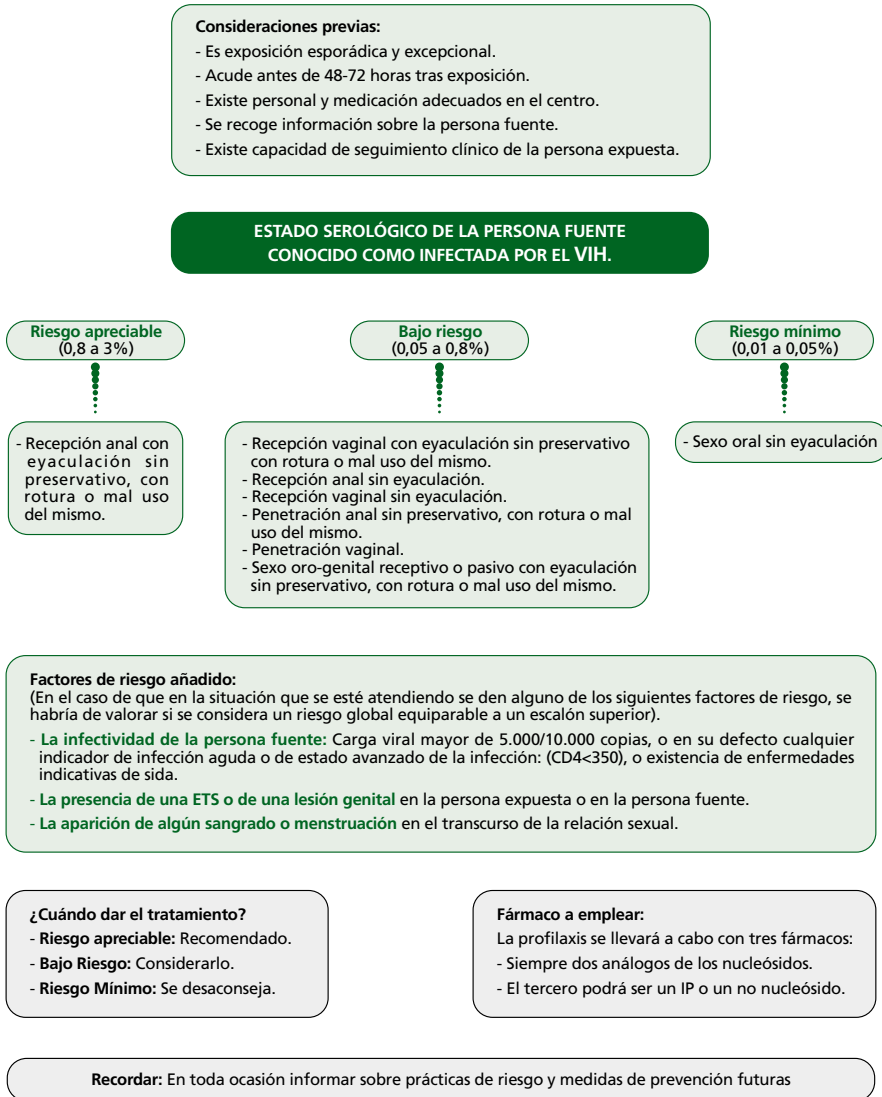 Consideraciones previas:
- Es exposición esporádica y excepcional.
- Acude antes de 48-72 horas tras exposición.
- Existe personal y medicación adecuados en el centro.
- Se recoge información sobre la persona fuente.
- Existe capacidad de seguimiento clínico de la persona expuesta.
ESTADO SEROLÓGICO DE LA PERSONA FUENTE
CONOCIDO COMO INFECTADA POR EL VIH.
Riesgo apreciable
(0,8 a 3%)
- Recepción anal con
eyaculación sin
preservativo, con
rotura o mal uso
del mismo.
Bajo riesgo
(0,05 a 0,8%)
- Recepción vaginal con eyaculación sin preservativo
con rotura o mal uso del mismo.
- Recepción anal sin eyaculación.
- Recepción vaginal sin eyaculación.
- Penetración anal sin preservativo, con rotura o mal
uso del mismo.
- Penetración vaginal.
- Sexo oro-genital receptivo o pasivo con eyaculación
sin preservativo, con rotura o mal uso del mismo.
Riesgo mínimo
(0,01 a 0,05%)
- Sexo oral sin eyaculación
Factores de riesgo añadido:
(En el caso de que en la situación que se esté atendiendo se den alguno de los siguientes factores de riesgo, se
habría de valorar si se considera un riesgo global equiparable a un escalón superior).
- La infectividad de la persona fuente: Carga viral mayor de 5.000/10.000 copias, o en su defecto cualquier
indicador de infección aguda o de estado avanzado de la infección: (CD4<350), o existencia de enfermedades
indicativas de sida.
- La presencia de una ETS o de una lesión genital en la persona expuesta o en la persona fuente.
- La aparición de algún sangrado o menstruación en el transcurso de la relación sexual.
¿Cuándo dar el tratamiento?
- Riesgo apreciable: Recomendado.
- Bajo Riesgo: Considerarlo.
- Riesgo Mínimo: Se desaconseja.
Fármaco a emplear:
La profilaxis se llevará a cabo con tres fármacos:
- Siempre dos análogos de los nucleósidos.
- El tercero podrá ser un IP o un no nucleósido.
Recordar: En toda ocasión informar sobre prácticas de riesgo y medidas de prevención futuras